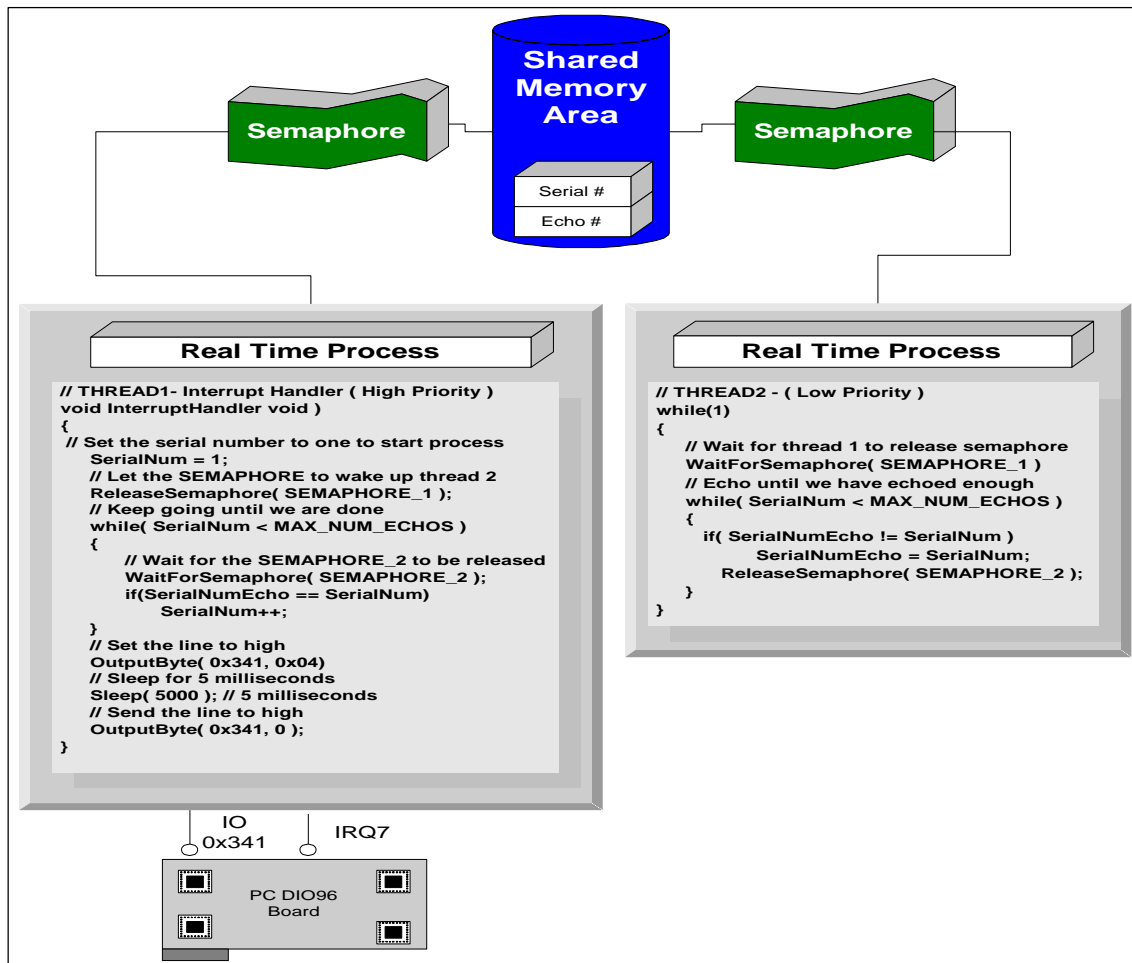 Shared
Memory
Area
Semaphore
Semaphore
Serial #
Echo #
Real Time Process
// THREAD1- Interrupt Handler ( High Priority )
void InterruptHandler void )
{
// Set the serial number to one to start process
SerialNum = 1;
// Let the SEMAPHORE to wake up thread 2
ReleaseSemaphore( SEMAPHORE_1 );
// Keep going until we are done
while( SerialNum < MAX_NUM_ECHOS )
{
// Wait for the SEMAPHORE_2 to be released
WaitForSemaphore( SEMAPHORE_2 );
if(SerialNumEcho == SerialNum)
SerialNum++;
}
// Set the line to high
OutputByte( 0x341, 0x04)
// Sleep for 5 milliseconds
Sleep( 5000 ); // 5 milliseconds
// Send the line to high
OutputByte( 0x341, 0 );
}
Real Time Process
// THREAD2 - ( Low Priority )
while(1)
{
// Wait for thread 1 to release semaphore
WaitForSemaphore( SEMAPHORE_1 )
// Echo until we have echoed enough
while( SerialNum < MAX_NUM_ECHOS )
{
if( SerialNumEcho != SerialNum )
SerialNumEcho = SerialNum;
ReleaseSemaphore( SEMAPHORE_2 );
}
}
IO
0x341
IRQ7
PC DIO96
Board